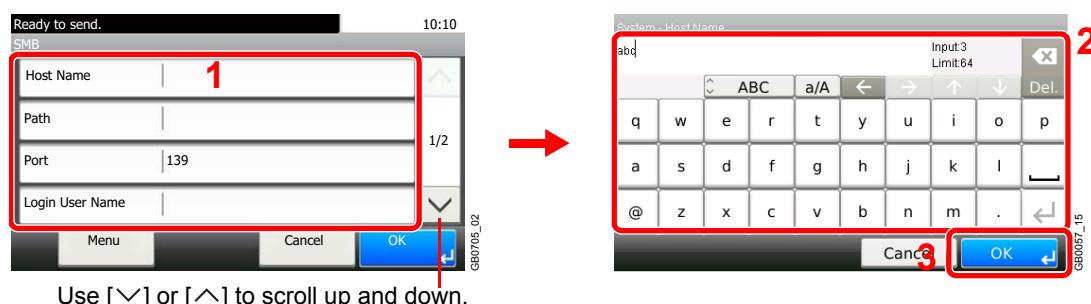 Ready to send. 10:10
SMB
Host Name
1
Path
Port 139
1/2
Login User Name
Menu Cancel OK
GB0705_02
Use [∨] or [∧] to scroll up and down.
System - Host Name
2
abc
Input:3
Limit:64
ABC a/A ← → ↑ ↓ Del.
q w e r t y u i o p
a s d f g h j k l
@ z x c v b n m .
Cancel 3 OK
GB0057_15